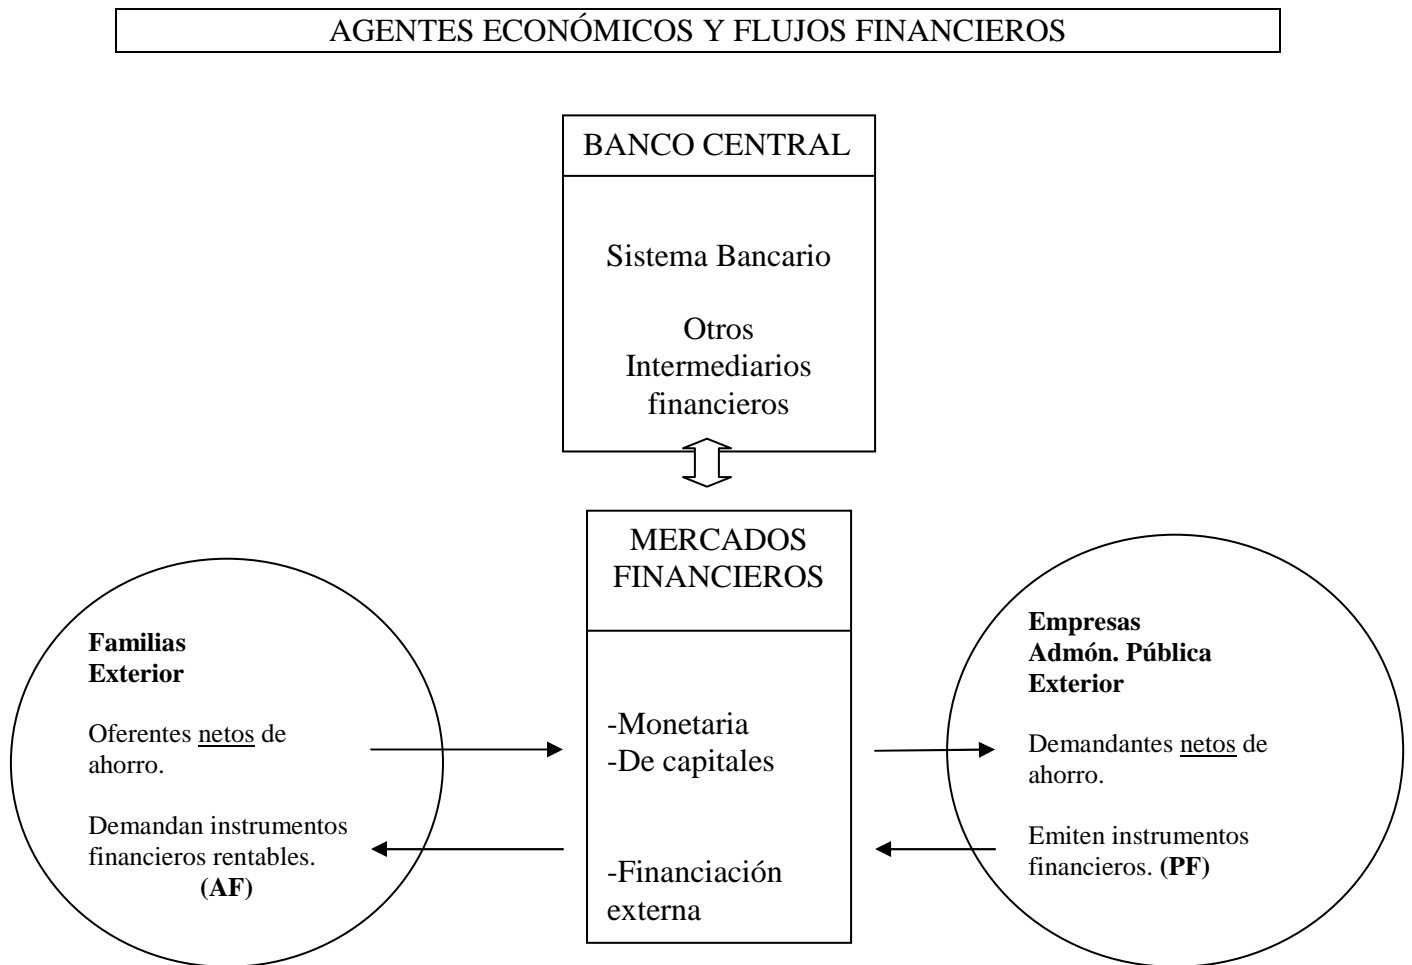 AGENTES ECONÓMICOS Y FLUJOS FINANCIEROS
BANCO CENTRAL
Sistema Bancario
Otros
Intermediarios
financieros
MERCADOS
FINANCIEROS
-Monetaria
-De capitales
-Financiación
externa
Familias
Exterior
Oferentes netos de
ahorro.
Demandan instrumentos
financieros rentables.
(AF)
Empresas
Admón. Pública
Exterior
Demandantes netos de
ahorro.
Emiten instrumentos
financieros. (PF)